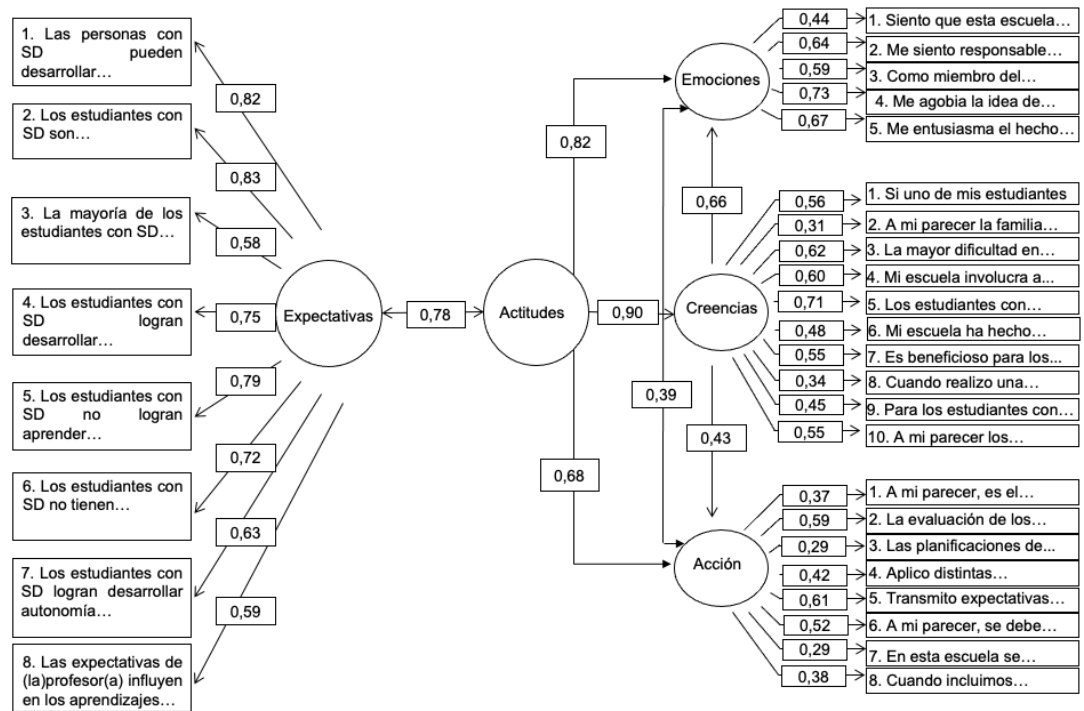 1. Las personas con
SD pueden
desarrollar…
2. Los estudiantes con
SD son…
3. La mayoría de los
estudiantes con SD…
4. Los estudiantes con
SD logran
desarrollar…
5. Los estudiantes con
SD no logran
aprender…
6. Los estudiantes con
SD no tienen…
7. Los estudiantes con
SD logran desarrollar
autonomía…
8. Las expectativas de
(la)profesor(a) influyen
en los aprendizajes…
0,82
0,83
0,58
0,75
0,79
0,72
0,63
0,59
Expectativas
0,78
Actitudes
0,82
0,90
0,68
0,39
0,66
0,43
Emociones
0,44
1. Siento que esta escuela…
0,64
2. Me siento responsable…
0,59
3. Como miembro del…
0,73
4. Me agobia la idea de…
0,67
5. Me entusiasma el hecho…
Creencias
0,56
1. Si uno de mis estudiantes
0,31
2. A mi parecer la familia…
0,62
3. La mayor dificultad en…
0,60
4. Mi escuela involucra a...
0,71
5. Los estudiantes con…
0,48
6. Mi escuela ha hecho…
0,55
7. Es beneficioso para los...
0,34
8. Cuando realizo una…
0,45
9. Para los estudiantes con…
0,55
10. A mi parecer los…
Acción
0,37
1. A mi parecer, es el…
0,59
2. La evaluación de los…
0,29
3. Las planificaciones de...
0,42
4. Aplico distintas…
0,61
5. Transmito expectativas…
0,52
6. A mi parecer, se debe…
0,29
7. En esta escuela se…
0,38
8. Cuando incluimos…